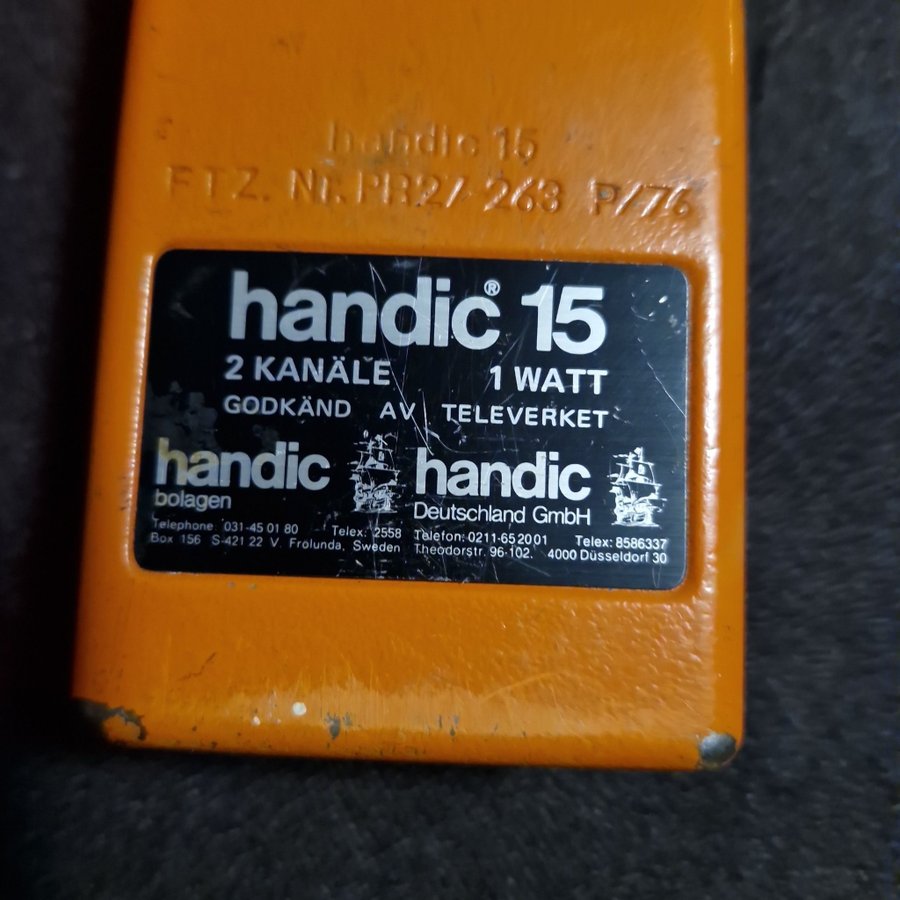 handic 15
FTZ. Nr. PR27-263 P/76
handic® 15
2 KANÄLE 1 WATT
GODKÄND AV TELEVERKET
handic
bolagen
Telephone 031-45 01 80 Telex: 2558
Box 156 S-421 22 V. Frolunda, Sweden
handic
Deutschland GmbH
Telefon: 0211-652001 Telex: 8586337
Theodorstr. 96-102. 4000 Düsseldorf 30